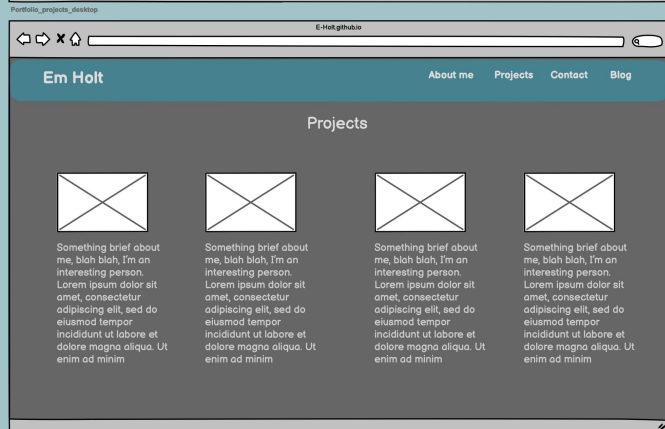 Portfolio_projects_desktop
E-Holt.github.io
Em Holt
About me Projects Contact Blog
Projects
Something brief about
me, blah blah, I'm an
interesting person.
Lorem ipsum dolor sit
amet, consectetur
adipiscing elit, sed do
eiusmod tempor
incididunt ut labore et
dolore magna aliqua. Ut
enim ad minim
Something brief about
me, blah blah, I'm an
interesting person.
Lorem ipsum dolor sit
amet, consectetur
adipiscing elit, sed do
eiusmod tempor
incididunt ut labore et
dolore magna aliqua. Ut
enim ad minim
Something brief about
me, blah blah, I'm an
interesting person.
Lorem ipsum dolor sit
amet, consectetur
adipiscing elit, sed do
eiusmod tempor
incididunt ut labore et
dolore magna aliqua. Ut
enim ad minim
Something brief about
me, blah blah, I'm an
interesting person.
Lorem ipsum dolor sit
amet, consectetur
adipiscing elit, sed do
eiusmod tempor
incididunt ut labore et
dolore magna aliqua. Ut
enim ad minim